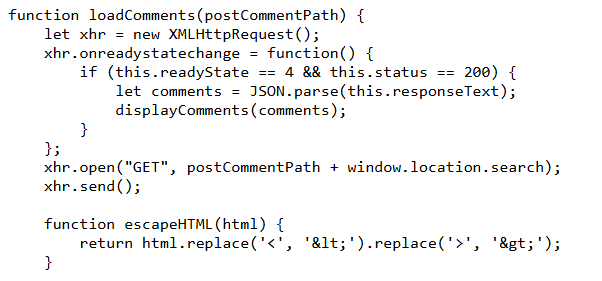 function loadComments(postCommentPath) {
    let xhr = new XMLHttpRequest();
    xhr.onreadystatechange = function() {
        if (this.readyState == 4 && this.status == 200) {
            let comments = JSON.parse(this.responseText);
            displayComments(comments);
        }
    };
    xhr.open("GET", postCommentPath + window.location.search);
    xhr.send();

    function escapeHTML(html) {
        return html.replace('<', '&lt;').replace('>', '&gt;');
    }